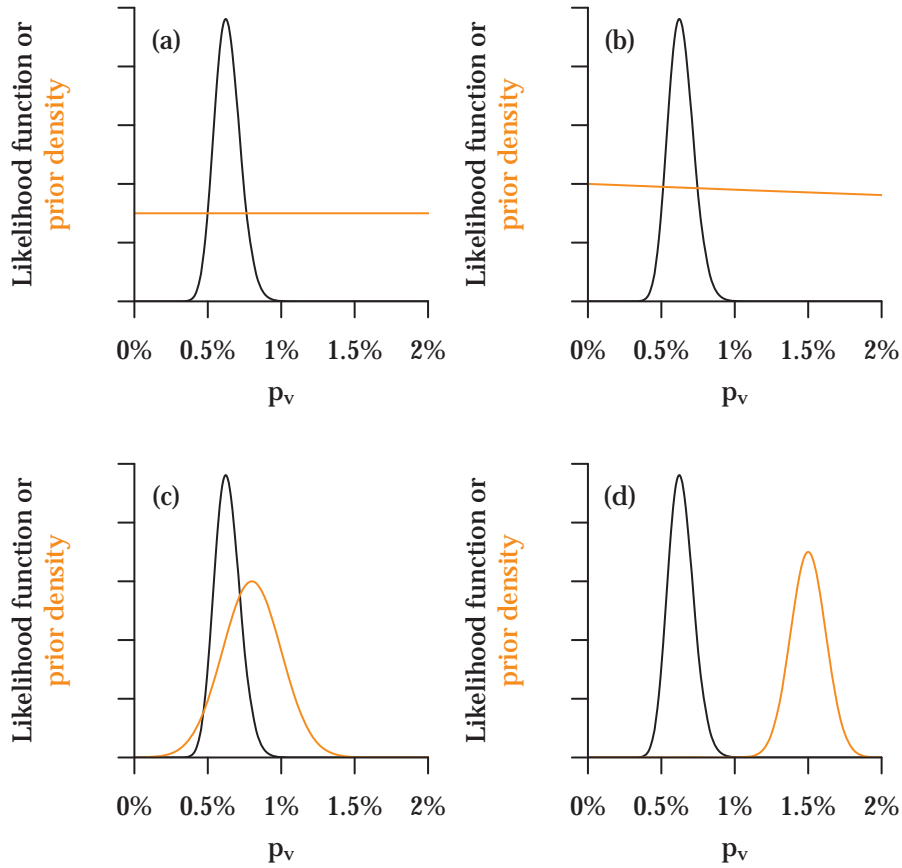 Likelihood function or
prior density
(a)
0% 0.5% 1% 1.5% 2%
pv
Likelihood function or
prior density
(b)
0% 0.5% 1% 1.5% 2%
pv
Likelihood function or
prior density
(c)
0% 0.5% 1% 1.5% 2%
pv
Likelihood function or
prior density
(d)
0% 0.5% 1% 1.5% 2%
pv